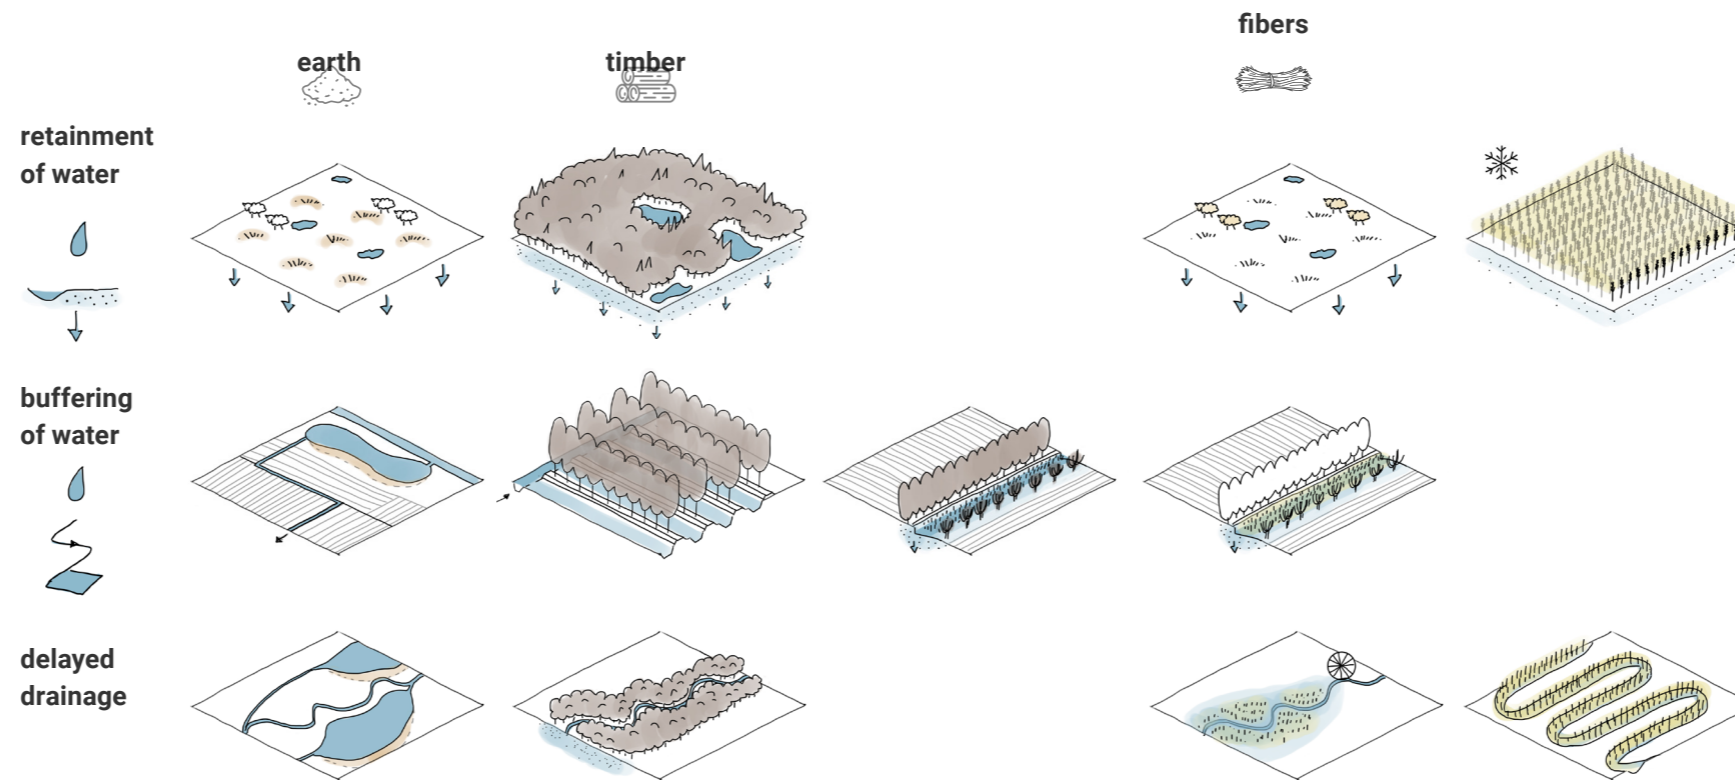 fibers
earth
timber
retainment
of water
buffering
of water
delayed
drainage